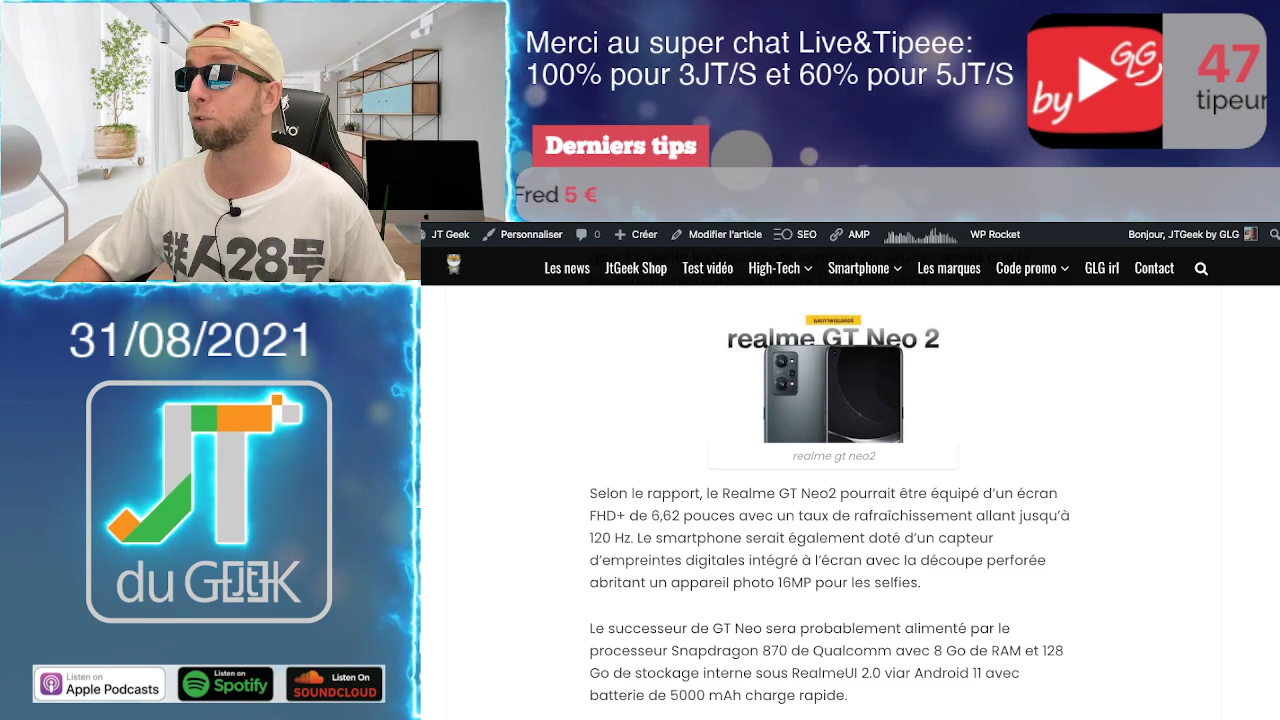 Merci au super chat Live&Tipeee:
100% pour 3JT/S et 60% pour 5JT/S
by GLG
47
tipeur
Derniers tips
Fred 5 €
鉄人28号
JT Geek Personnaliser 0 Créer Modifier l'article SEO AMP WP Rocket Bonjour, JTGeek by GLG
Les news JtGeek Shop Test vidéo High-Tech Smartphone Les marques Code promo GLG irl Contact
31/08/2021
JT
du GEEK
Listen on
Apple Podcasts
Listen on
Spotify
Listen On
SOUNDCLOUD
realme GT Neo 2
realme gt neo2
Selon le rapport, le Realme GT Neo2 pourrait être équipé d'un écran
FHD+ de 6,62 pouces avec un taux de rafraîchissement allant jusqu'à
120 Hz. Le smartphone serait également doté d'un capteur
d'empreintes digitales intégré à l'écran avec la découpe perforée
abritant un appareil photo 16MP pour les selfies.
Le successeur de GT Neo sera probablement alimenté par le
processeur Snapdragon 870 de Qualcomm avec 8 Go de RAM et 128
Go de stockage interne sous RealmeUI 2.0 viar Android 11 avec
batterie de 5000 mAh charge rapide.